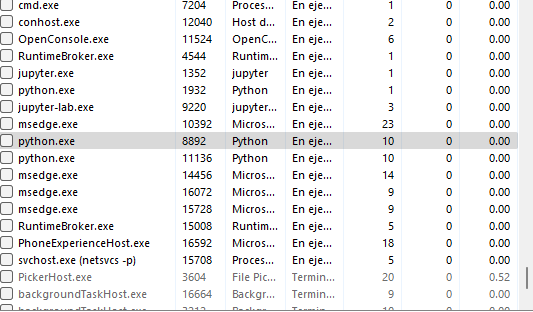 cmd.exe 7204 Proces... En eje... 1 0 0.00
conhost.exe 12040 Host d... En eje... 2 0 0.00
OpenConsole.exe 11524 OpenC... En eje... 6 0 0.00
RuntimeBroker.exe 4544 Runtim... En eje... 1 0 0.00
jupyter.exe 1352 jupyter En eje... 1 0 0.00
python.exe 1932 Python En eje... 1 0 0.00
jupyter-lab.exe 9220 jupyter... En eje... 3 0 0.00
msedge.exe 10392 Micros... En eje... 23 0 0.00
python.exe 8892 Python En eje... 10 0 0.00
python.exe 11136 Python En eje... 10 0 0.00
msedge.exe 14456 Micros... En eje... 14 0 0.00
msedge.exe 16072 Micros... En eje... 9 0 0.00
msedge.exe 15728 Micros... En eje... 9 0 0.00
RuntimeBroker.exe 15008 Runtim... En eje... 5 0 0.00
PhoneExperienceHost.exe 16592 Micros... En eje... 18 0 0.00
svchost.exe (netsvcs -p) 15708 Proces... En eje... 5 0 0.00
PickerHost.exe 3604 File Pic... Termin... 20 0 0.52
backgroundTaskHost.exe 16664 Backgr... Termin... 9 0 0.00